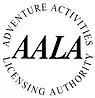 ADVENTURE ACTIVITIES
AALA
LICENSING AUTHORITY